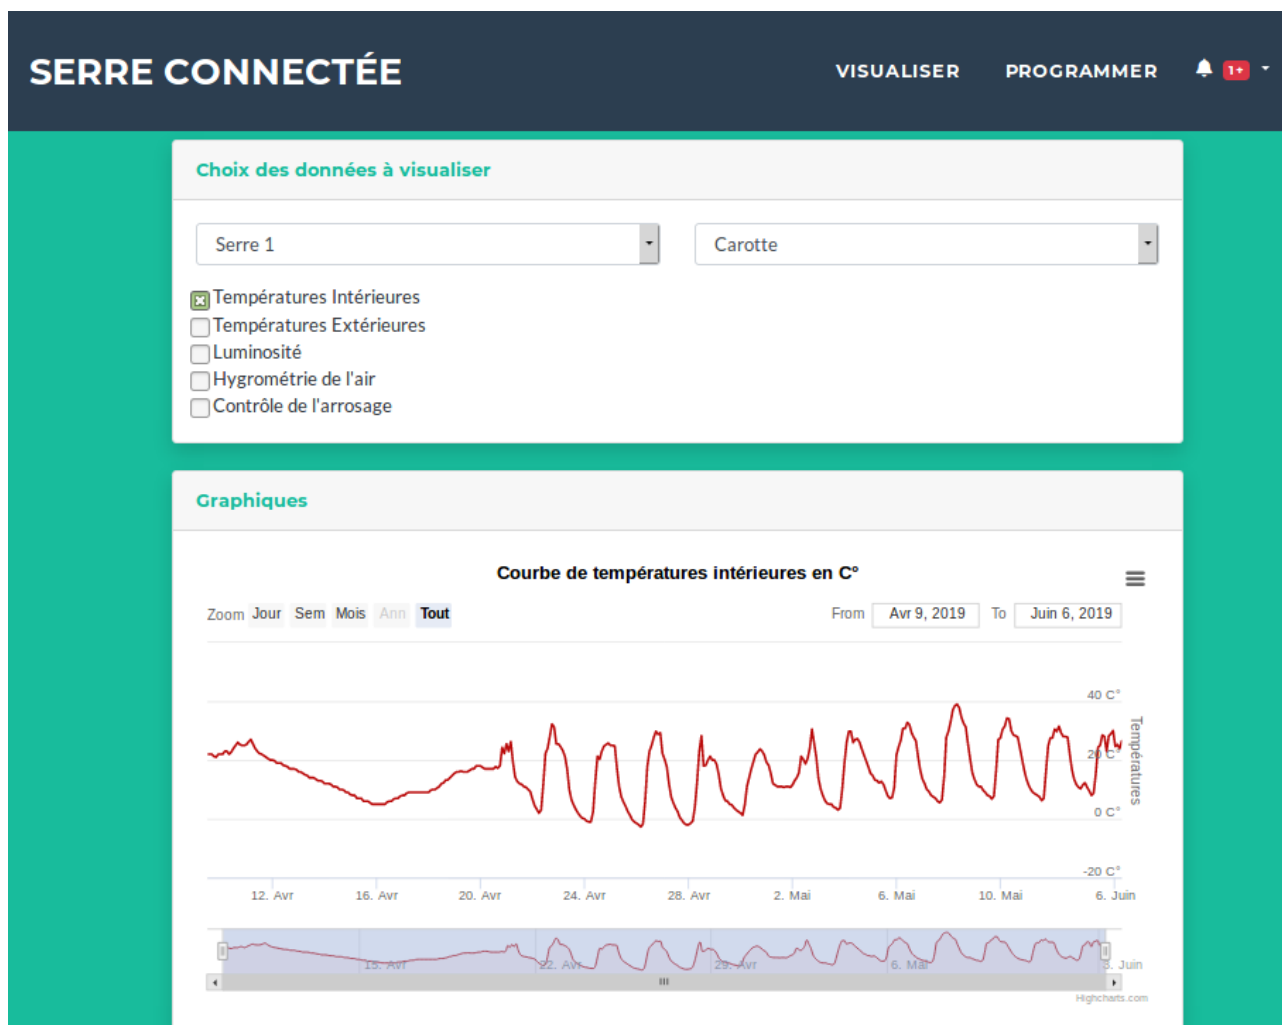 SERRE CONNECTÉE
VISUALISER PROGRAMMER 1+
Choix des données à visualiser
Serre 1 Carotte
Températures Intérieures
Températures Extérieures
Luminosité
Hygrométrie de l'air
Contrôle de l'arrosage
Graphiques
Courbe de températures intérieures en C°
Zoom Jour Sem Mois Ann Tout From Avr 9, 2019 To Juin 6, 2019
40 C°
20 C°
0 C°
-20 C°
Températures
12. Avr 16. Avr 20. Avr 24. Avr 28. Avr 2. Mai 6. Mai 10. Mai 6. Juin
15. Avr 22. Avr 29. Avr 6. Mai 3. Juin
Highcharts.com